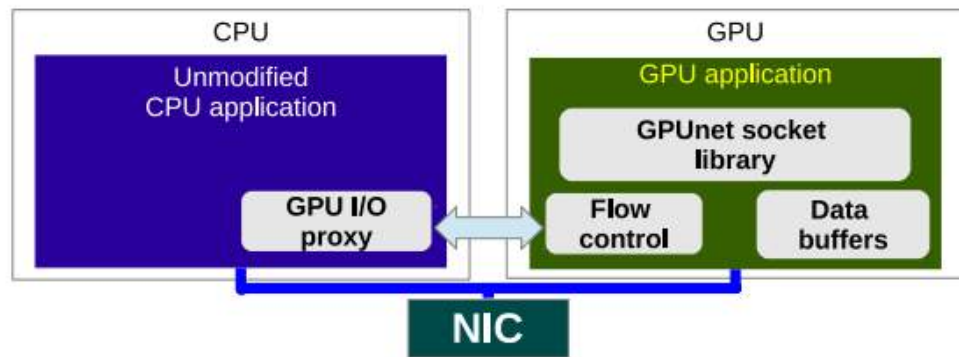 CPU
Unmodified
CPU application
GPU I/O
proxy
GPU
GPU application
GPUnet socket
library
Flow
control
Data
buffers
NIC